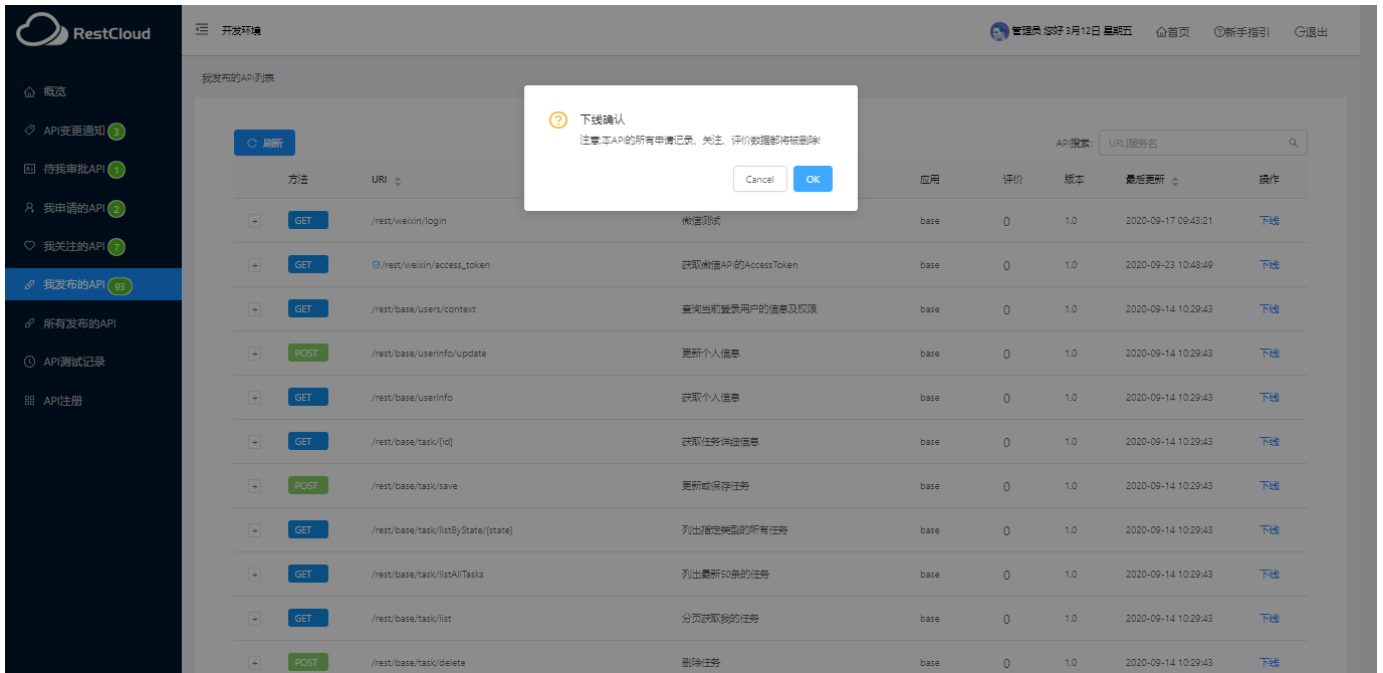 RestCloud
开发环境
管理员 您好 3月12日 星期五
首页
新手指引
退出
概览
API变更通知 3
待我审批API 1
我申请的API 2
我关注的API 7
我发布的API 93
所有发布的API
API测试记录
API注册
我发布的API列表
下线确认
注意:本API的所有申请记录、关注、评价数据都将被删除!
Cancel
OK
刷新
API搜索:
URL|服务名
方法 URI 应用 评价 版本 最后更新 操作
+ GET /rest/weixin/login 微信测试 base 0 1.0 2020-09-17 09:43:21 下线
+ GET /rest/weixin/access_token 获取微信API的AccessToken base 0 1.0 2020-09-23 10:48:49 下线
+ GET /rest/base/users/context 查询当前登录用户的信息及权限 base 0 1.0 2020-09-14 10:29:43 下线
+ POST /rest/base/userinfo/update 更新个人信息 base 0 1.0 2020-09-14 10:29:43 下线
+ GET /rest/base/userinfo 获取个人信息 base 0 1.0 2020-09-14 10:29:43 下线
+ GET /rest/base/task/{id} 获取任务详细信息 base 0 1.0 2020-09-14 10:29:43 下线
+ POST /rest/base/task/save 更新或保存任务 base 0 1.0 2020-09-14 10:29:43 下线
+ GET /rest/base/task/listByState/{state} 列出指定类型的所有任务 base 0 1.0 2020-09-14 10:29:43 下线
+ GET /rest/base/task/listAllTasks 列出最新50条的任务 base 0 1.0 2020-09-14 10:29:43 下线
+ GET /rest/base/task/list 分页获取我的任务 base 0 1.0 2020-09-14 10:29:43 下线
+ POST /rest/base/task/delete 删除任务 base 0 1.0 2020-09-14 10:29:43 下线